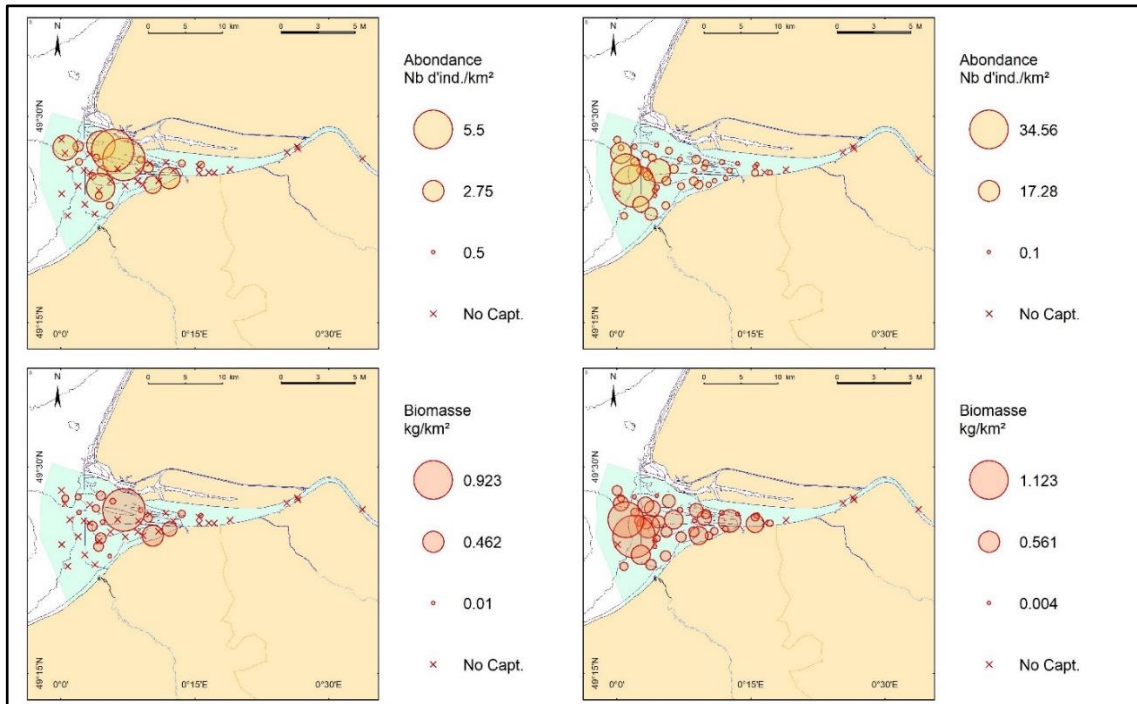 N
0 5 10 km
0 3 5 M
49°30'N
49°15'N
0°0'
0°15'E
0°30'E
Abondance
Nb d'ind./km²
5.5
2.75
0.5
No Capt.
N
0 5 10 km
0 3 5 M
49°30'N
49°15'N
0°0'
0°15'E
0°30'E
Abondance
Nb d'ind./km²
34.56
17.28
0.1
No Capt.
N
0 5 10 km
0 3 5 M
49°30'N
49°15'N
0°0'
0°15'E
0°30'E
Biomasse
kg/km²
0.923
0.462
0.01
No Capt.
N
0 5 10 km
0 3 5 M
49°30'N
49°15'N
0°0'
0°15'E
0°30'E
Biomasse
kg/km²
1.123
0.561
0.004
No Capt.